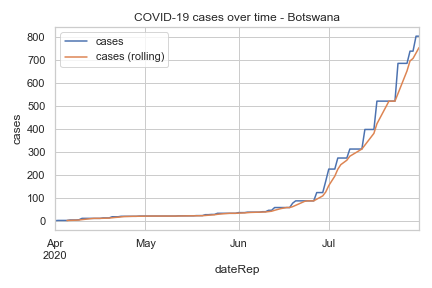 COVID-19 cases over time - Botswana
cases
cases (rolling)
800
700
600
500
400
300
200
100
0
cases
Apr
2020
May
Jun
Jul
dateRep